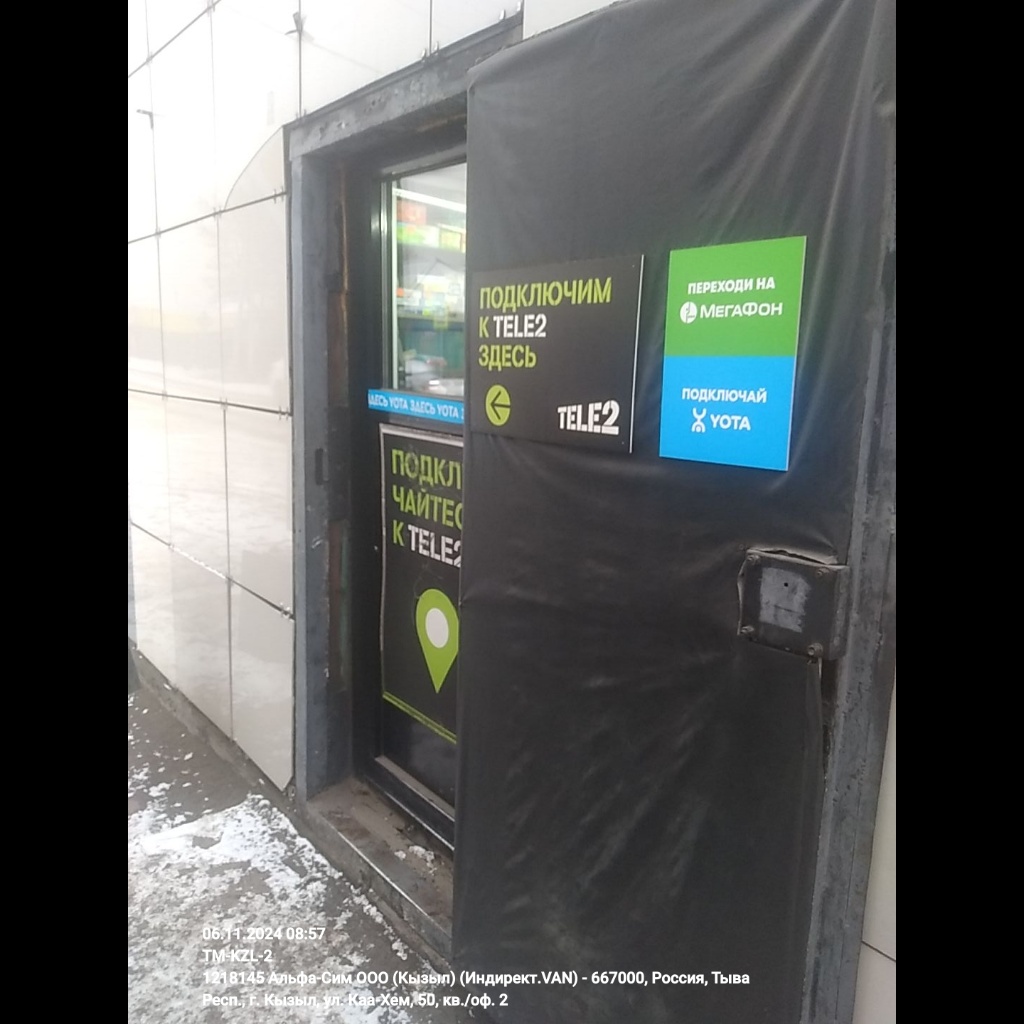 ПОДКЛЮЧИМ
К TELE2
ЗДЕСЬ
TELE2
ПЕРЕХОДИ НА
МЕГАФОН
ПОДКЛЮЧАЙ
YOTA
ЗДЕСЬ YOTA ЗДЕСЬ YOTA
ПОДКЛ
ЧАЙТЕС
К TELE2
06.11.2024 08:57
TM-KZL-2
1218145 Альфа-Сим ООО (Кызыл) (Индирект.VAN) - 667000, Россия, Тыва
Респ., г. Кызыл, ул. Каа-Хем, 50, кв./оф. 2